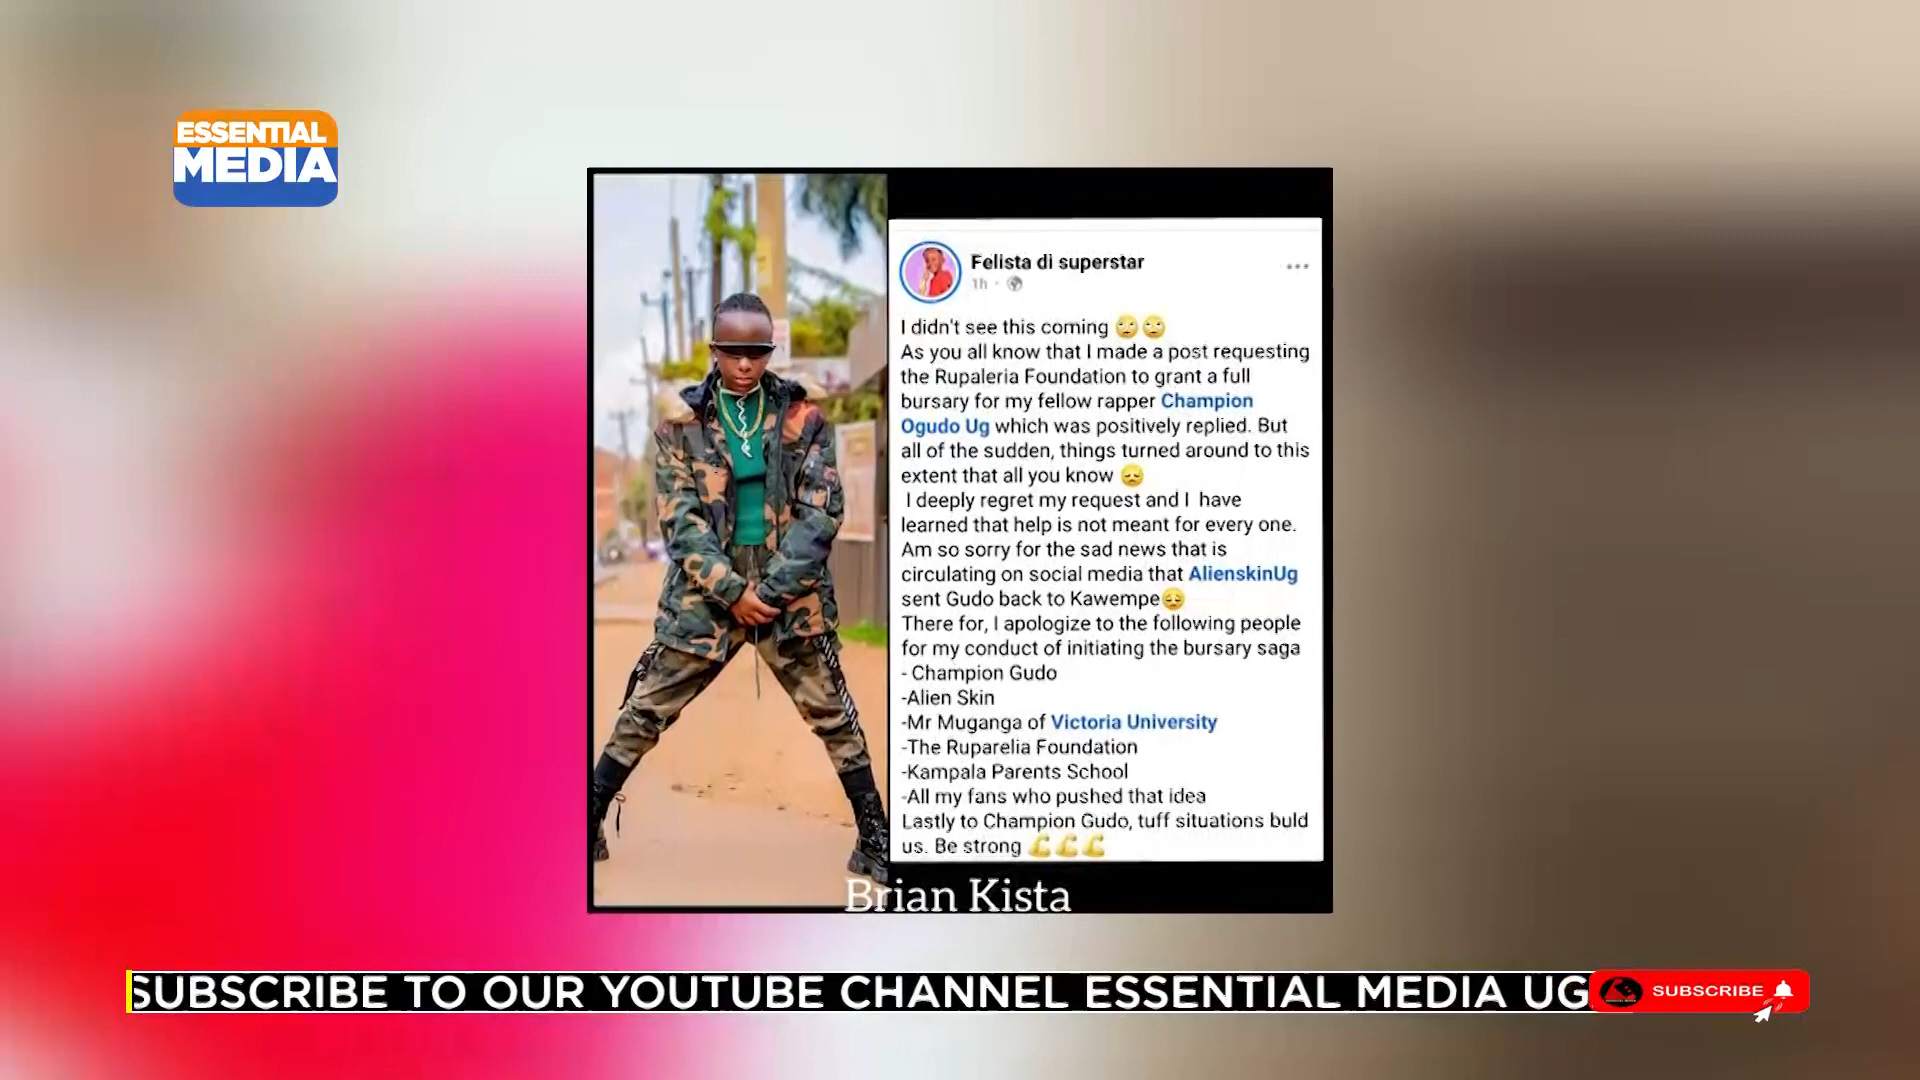 ESSENTIAL
MEDIA
Felista di superstar
1h
I didn't see this coming 🙄🙄
As you all know that I made a post requesting
the Rupaleria Foundation to grant a full
bursary for my fellow rapper Champion
Ogudo Ug which was positively replied. But
all of the sudden, things turned around to this
extent that all you know 😞
I deeply regret my request and I have
learned that help is not meant for every one.
Am so sorry for the sad news that is
circulating on social media that AlienskinUg
sent Gudo back to Kawempe😞
There for, I apologize to the following people
for my conduct of initiating the bursary saga
- Champion Gudo
-Alien Skin
-Mr Muganga of Victoria University
-The Ruparelia Foundation
-Kampala Parents School
-All my fans who pushed that idea
Lastly to Champion Gudo, tuff situations buld
us. Be strong 💪💪💪
Brian Kista
SUBSCRIBE TO OUR YOUTUBE CHANNEL ESSENTIAL MEDIA UG
SUBSCRIBE